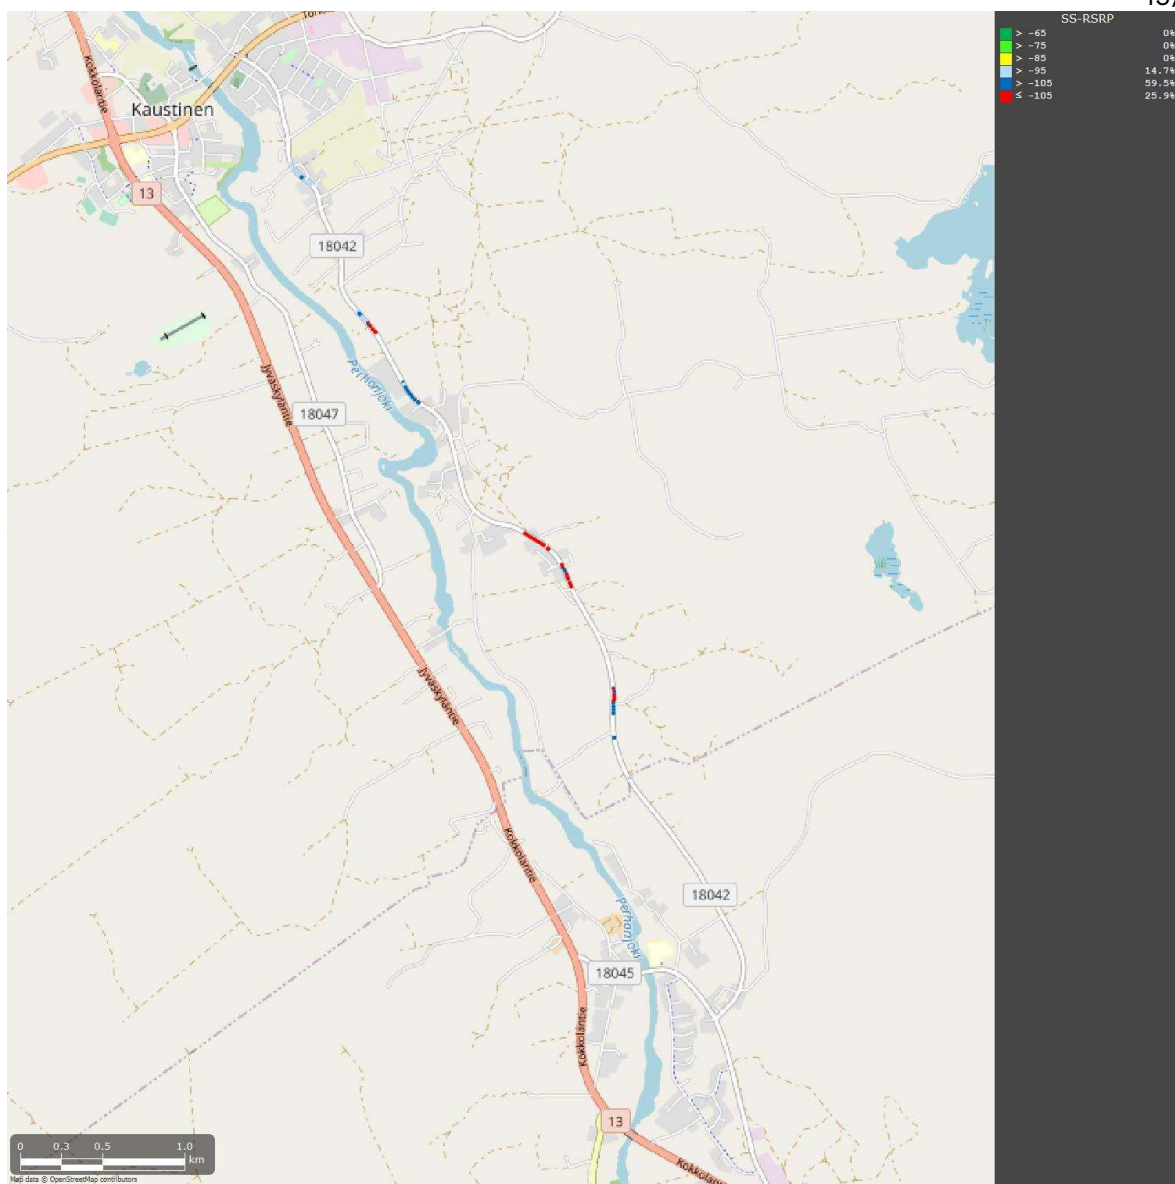 SS-RSRP
> -65 0%
> -75 0%
> -85 0%
> -95 14.7%
> -105 59.5%
≤ -105 25.9%
Kokkolantie
Kaustinen
13
18042
Perhonjoki
Jyväskyläntie
18047
Jyväskyläntie
Kokkolantie
18042
Perhonjoki
18045
Kokkolantie
13
0 0.3 0.5 1.0
km
Map data © OpenStreetMap contributors